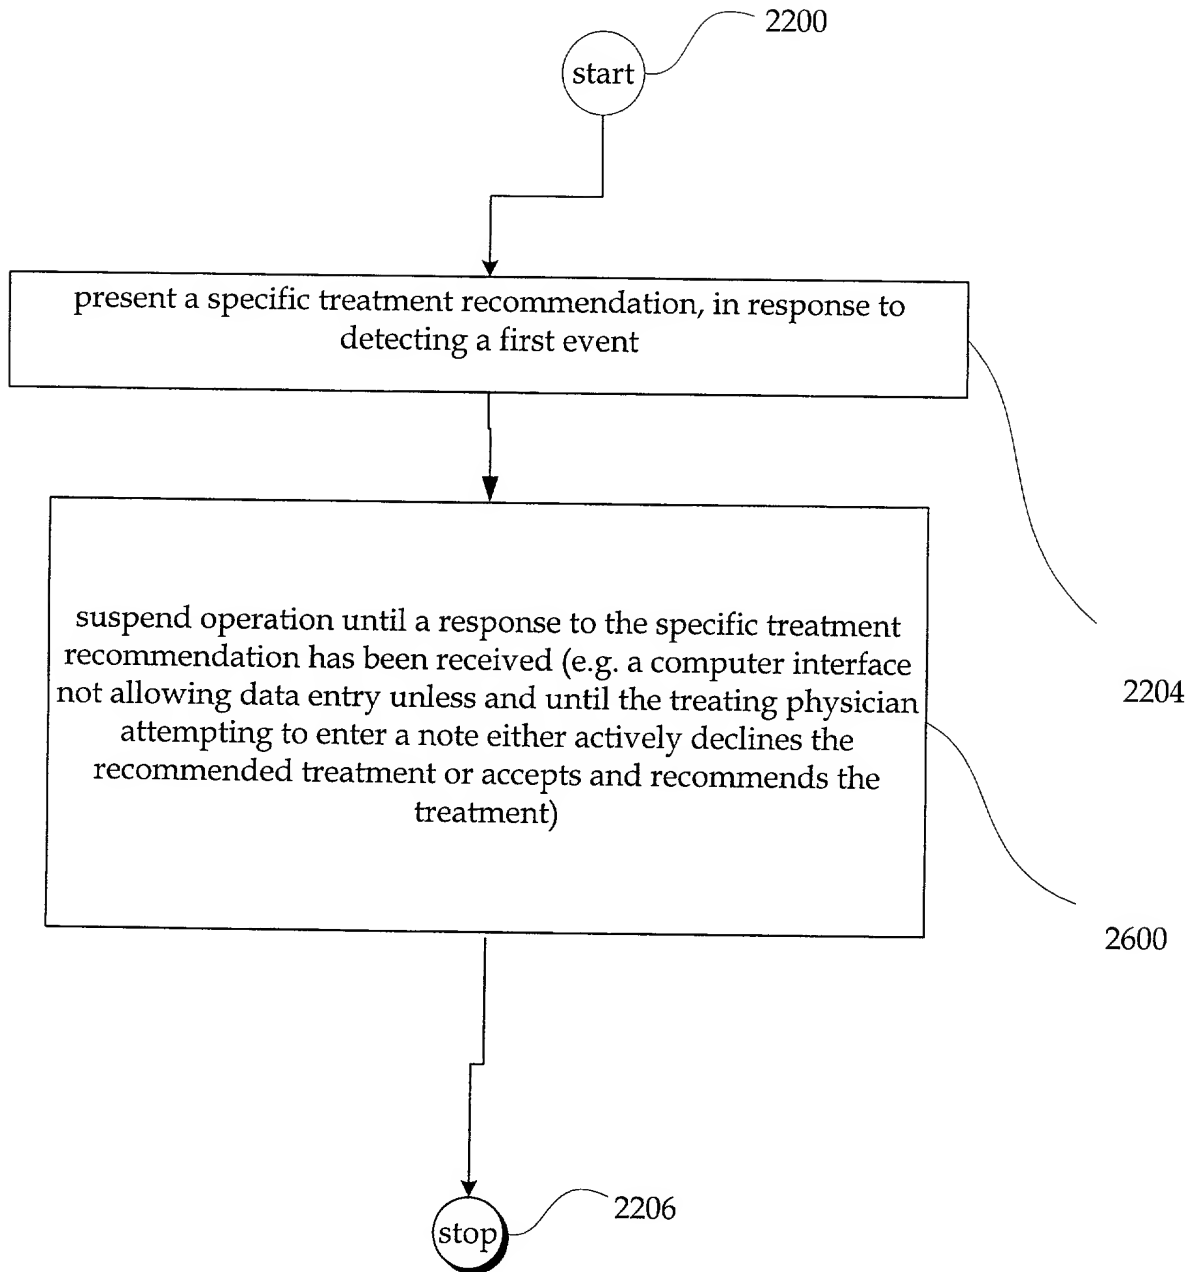 2200
start
present a specific treatment recommendation, in response to
detecting a first event
suspend operation until a response to the specific treatment
recommendation has been received (e.g. a computer interface
not allowing data entry unless and until the treating physician
attempting to enter a note either actively declines the
recommended treatment or accepts and recommends the
treatment)
2204
2600
2206
stop